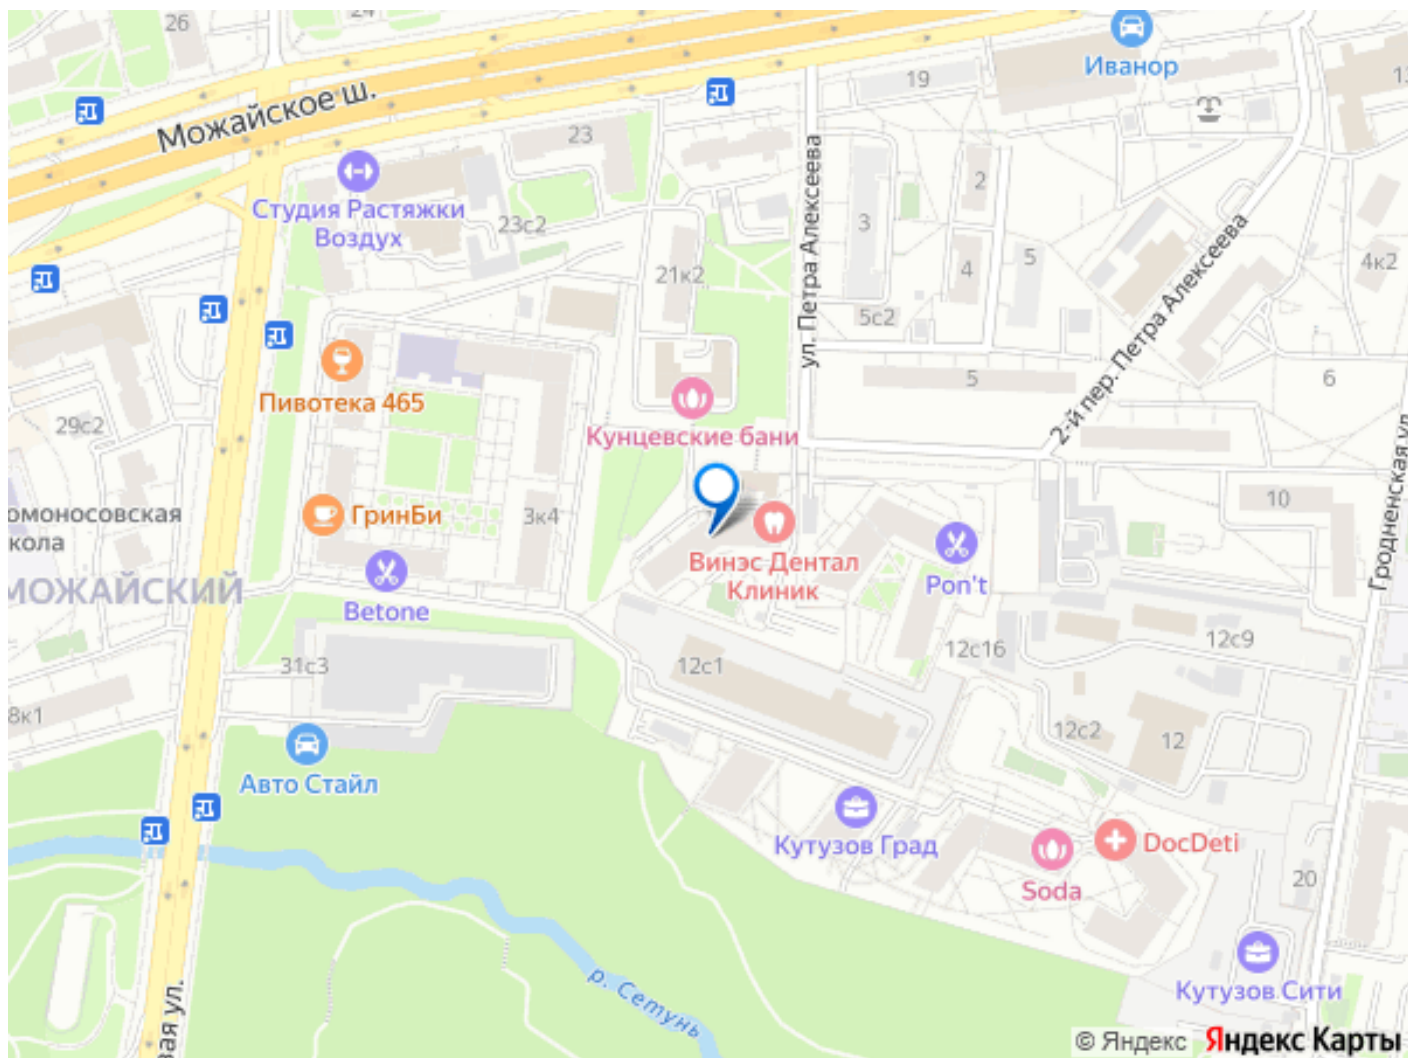 26
24
Иванор
19
13
Можайское ш.
23
2
ул. Петра Алексеева
Студия Растяжки
Воздух
23с2
3
2-й пер. Петра Алексеева
5
4
4к2
21к2
5с2
Пивотека 465
5
6
29с2
Кунцевские бани
Гродненская ул.
10
омоносовская
кола
ГринБи
3к4
Винэс Дентал
Клиник
Pon't
МОЖАЙСКИЙ
Betone
12с9
12с16
31с3
12с1
8к1
12с2
12
Авто Стайл
Кутузов Град
DocDeti
Soda
20
р. Сетунь
Кутузов Сити
вая ул.
© Яндекс Яндекс Карты